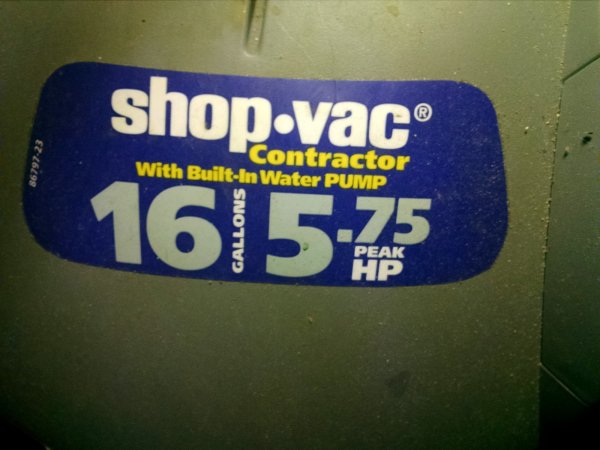 shop·vac®
Contractor
With Built-In Water PUMP
16 GALLONS 5.75 PEAK HP
86797-23